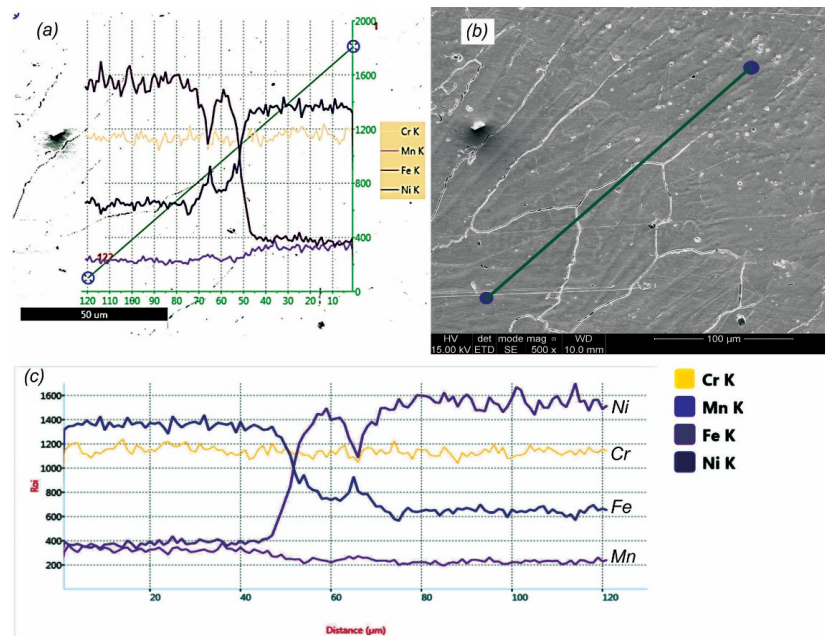 (a)
2000
1
1600
1200
800
400
0
Cr K
Mn K
Fe K
Ni K
122
120 110 100 90 80 70 60 50 40 30 20 10 0
50 um
(b)
HV det mode mag WD
15.00 kV ETD SE 500 x 10.0 mm
100 µm
(c)
1600
1400
1200
1000
800
600
400
200
Roi
Ni
Cr
Fe
Mn
20 40 60 80 100 120
Distance (µm)
Cr K
Mn K
Fe K
Ni K